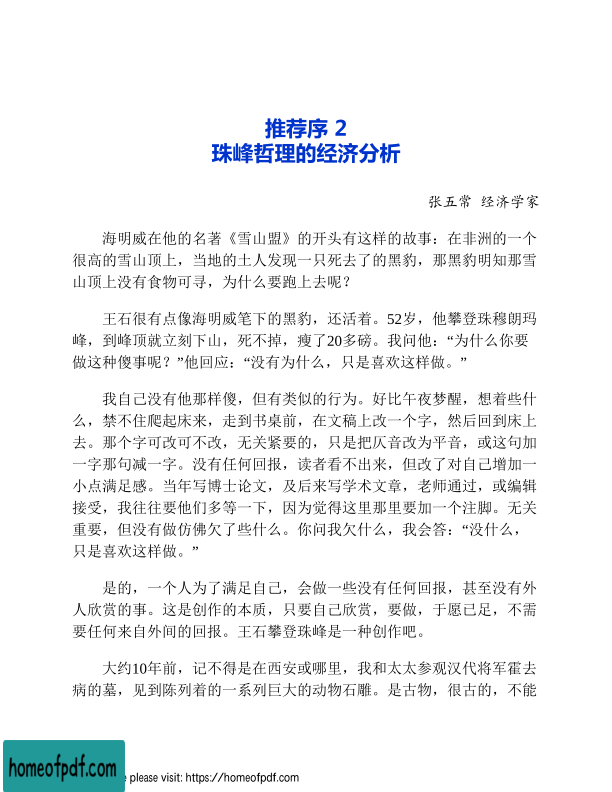 推荐序 2
珠峰哲理的经济分析
张五常 经济学家
海明威在他的名著《雪山盟》的开头有这样的故事：在非洲的一个
很高的雪山顶上，当地的土人发现一只死去了的黑豹，那黑豹明知那雪
山顶上没有食物可寻，为什么要跑上去呢？
王石很有点像海明威笔下的黑豹，还活着。52岁，他攀登珠穆朗玛
峰，到峰顶就立刻下山，死不掉，瘦了20多磅。我问他：“为什么你要
做这种傻事呢？”他回应：“没有为什么，只是喜欢这样做。”
我自己没有他那样傻，但有类似的行为。好比午夜梦醒，想着些什
么，禁不住爬起床来，走到书桌前，在文稿上改一个字，然后回到床上
去。那个字可改可不改，无关紧要的，只是把仄音改为平音，或这句加
一字那句减一字。没有任何回报，读者看不出来，但改了对自己增加一
小点满足感。当年写博士论文，及后来写学术文章，老师通过，或编辑
接受，我往往要他们多等一下，因为觉得这里那里要加一个注脚。无关
重要，但没有做仿佛欠了些什么。你问我欠什么，我会答：“没什么，
只是喜欢这样做。”
是的，一个人为了满足自己，会做一些没有任何回报，甚至没有外
人欣赏的事。这是创作的本质，只要自己欣赏，要做，于愿已足，不需
要任何来自外间的回报。王石攀登珠峰是一种创作吧。
大约10年前，记不得是在西安或哪里，我和太太参观汉代将军霍去
病的墓，见到陈列着的一系列巨大的动物石雕。是古物，很古的，不能
homeofpdf.com
e please visit: https://homeofpdf.com